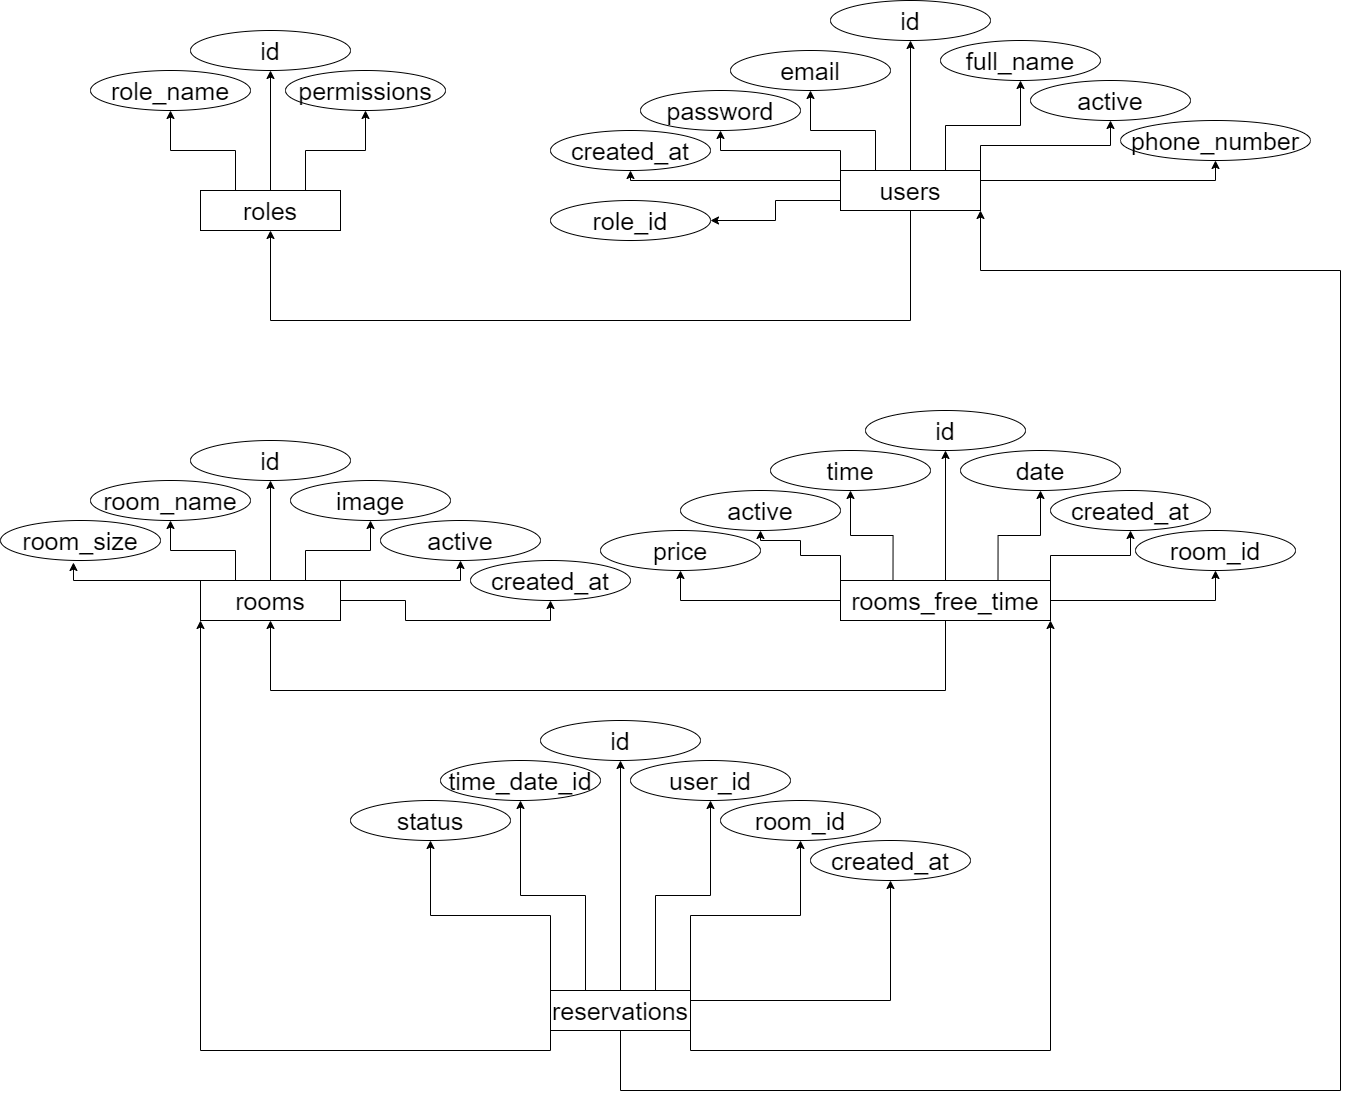 id
role_name
permissions
roles
id
email
full_name
password
active
created_at
phone_number
users
role_id
id
room_name
image
room_size
active
created_at
rooms
id
time
date
active
created_at
price
room_id
rooms_free_time
id
time_date_id
user_id
status
room_id
created_at
reservations